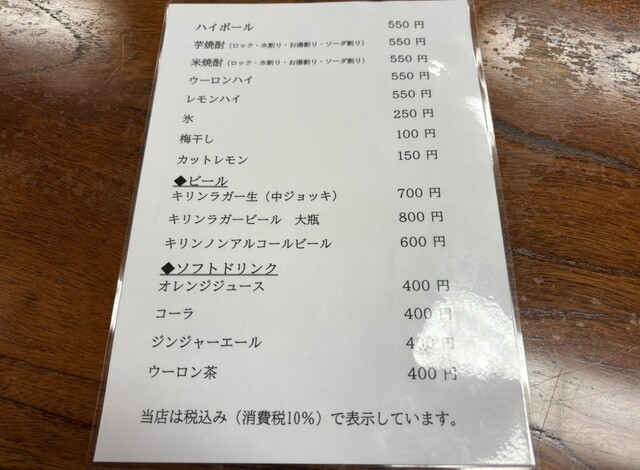 ハイボール 550 円
芋焼酎(ロック・水割り・お湯割り・ソーダ割り) 550 円
米焼酎(ロック・水割り・お湯割り・ソーダ割り) 550 円
ウーロンハイ 550 円
レモンハイ 550 円
氷 250 円
梅干し 100 円
カットレモン 150 円
◆ビール
キリンラガー生（中ジョッキ） 700 円
キリンラガービール　大瓶 800 円
キリンノンアルコールビール 600 円
◆ソフトドリンク
オレンジジュース 400 円
コーラ 400 円
ジンジャーエール 400 円
ウーロン茶 400 円
当店は税込み（消費税10％）で表示しています。